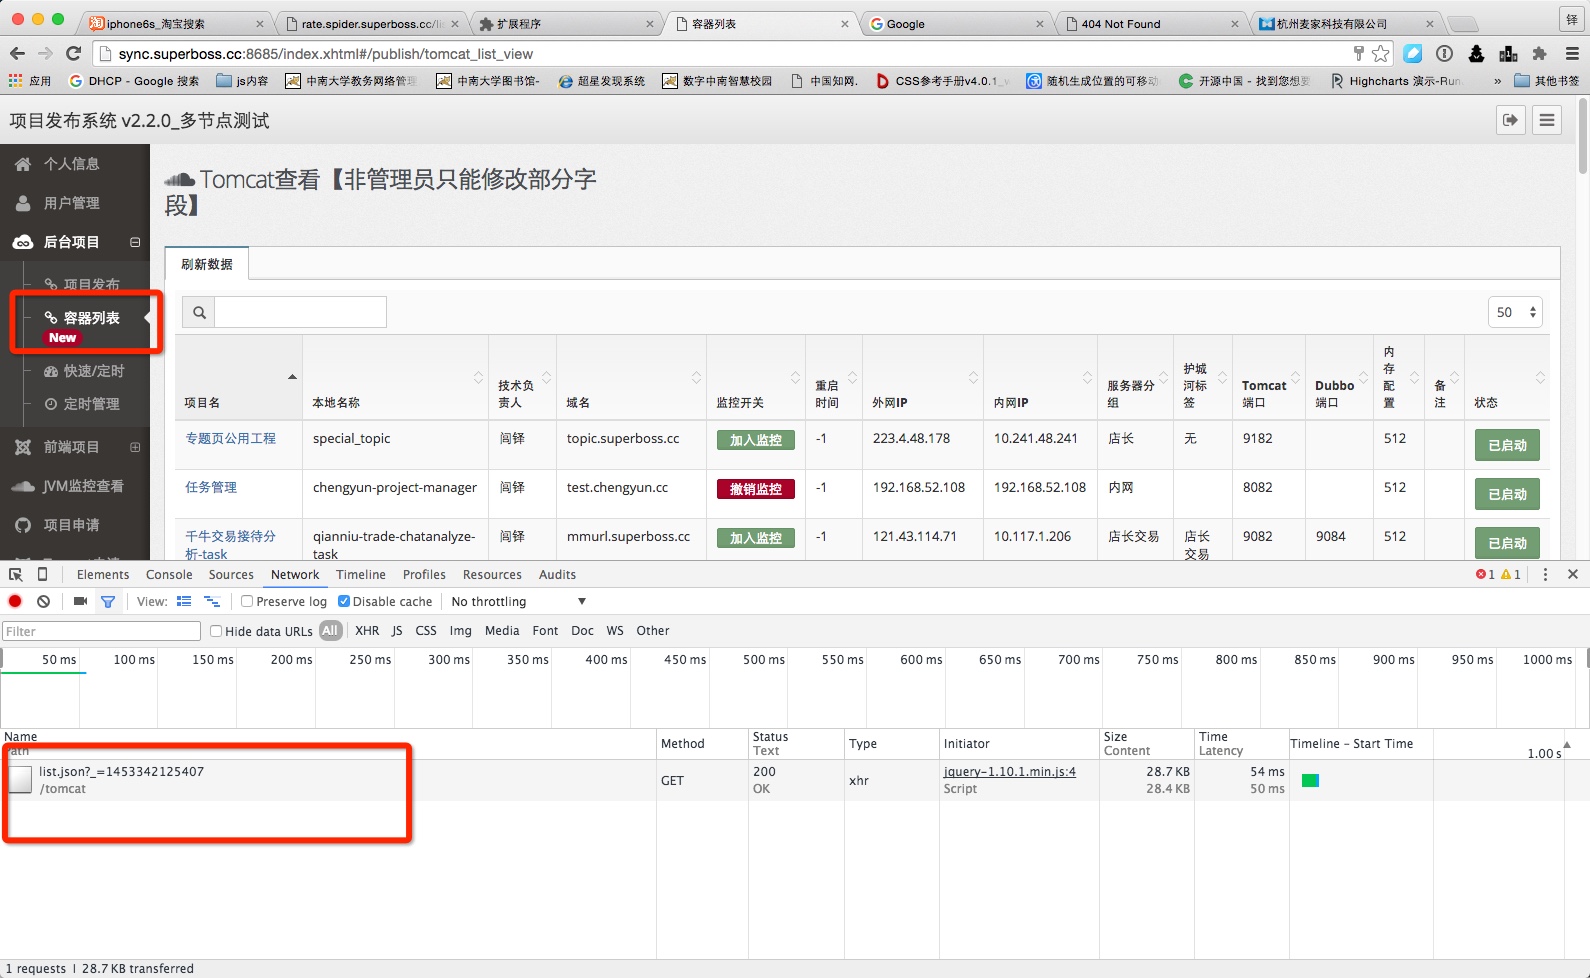 iphone6s_淘宝搜索
rate.spider.superboss.cc/li
扩展程序
容器列表
Google
404 Not Found
杭州麦家科技有限公司
铎
sync.superboss.cc:8685/index.xhtml#/publish/tomcat_list_view
应用
DHCP - Google 搜索
js内容
中南大学教务网络管理
中南大学图书馆-
超星发现系统
数字中南智慧校园
中国知网.
CSS参考手册v4.0.1_
随机生成位置的可移动
开源中国 - 找到您想要
Highcharts 演示-Run
»
其他书签
项目发布系统 v2.2.0_多节点测试
个人信息
用户管理
后台项目
项目发布
容器列表
New
快速/定时
定时管理
前端项目
JVM监控查看
项目申请
Tomcat查看【非管理员只能修改部分字
段】
刷新数据
50
项目名
本地名称
技术负
责人
域名
监控开关
重启
时间
外网IP
内网IP
服务器分
组
护城
河标
签
Tomcat
端口
Dubbo
端口
内
存
配
置
备
注
状态
专题页公用工程 special_topic 闾铎 topic.superboss.cc 加入监控 -1 223.4.48.178 10.241.48.241 店长 无 9182 512 已启动
任务管理 chengyun-project-manager 闾铎 test.chengyun.cc 撤销监控 -1 192.168.52.108 192.168.52.108 内网 8082 512 已启动
千牛交易接待分 qianniu-trade-chatanalyze- 闾铎 mmurl.superboss.cc 加入监控 -1 121.43.114.71 10.117.1.206 店长交易 店长 9082 9084 512 已启动
析-task task 交易
Elements Console Sources Network Timeline Profiles Resources Audits 1 1
View: Preserve log Disable cache No throttling
Filter Hide data URLs All XHR JS CSS Img Media Font Doc WS Other
50 ms 100 ms 150 ms 200 ms 250 ms 300 ms 350 ms 400 ms 450 ms 500 ms 550 ms 600 ms 650 ms 700 ms 750 ms 800 ms 850 ms 900 ms 950 ms 1000 ms
Name
Path
Method
Status
Text
Type
Initiator
Size
Content
Time
Latency
Timeline – Start Time
1.00 s
list.json?_=1453342125407
/tomcat
GET
200
OK
xhr
jquery-1.10.1.min.js:4
Script
28.7 KB
28.4 KB
54 ms
50 ms
1 requests | 28.7 KB transferred